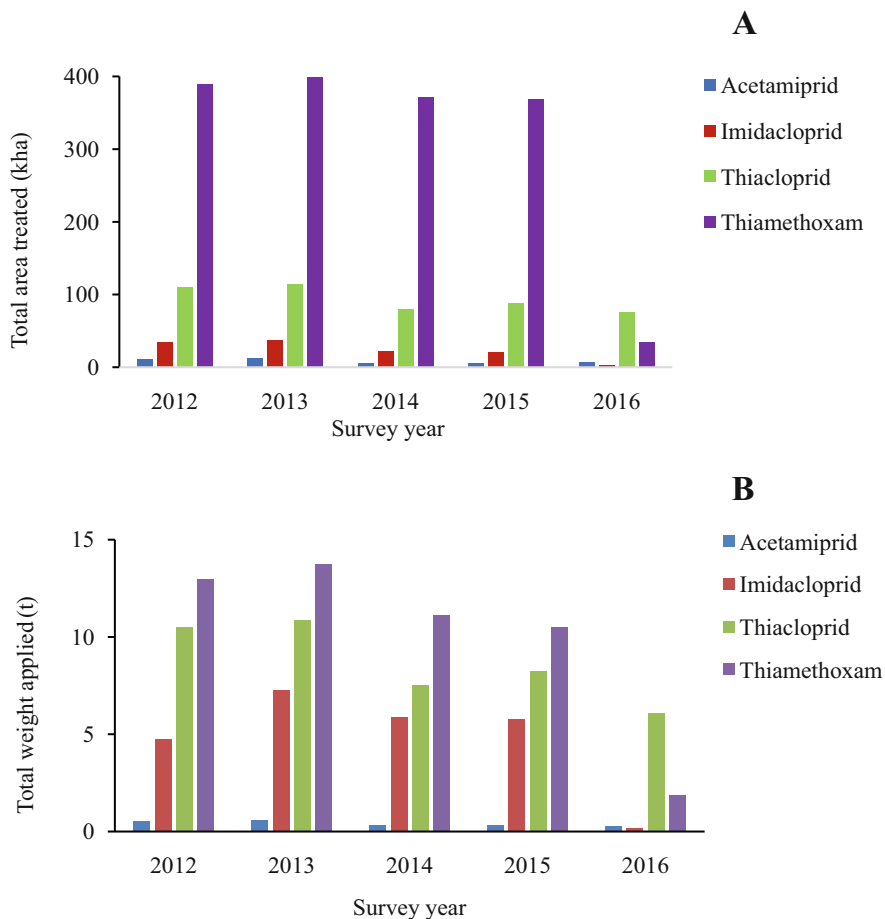 A
Total area treated (kha)
400
300
200
100
0
2012 2013 2014 2015 2016
Survey year
Acetamiprid
Imidacloprid
Thiacloprid
Thiamethoxam
B
Total weight applied (t)
15
10
5
0
2012 2013 2014 2015 2016
Survey year
Acetamiprid
Imidacloprid
Thiacloprid
Thiamethoxam